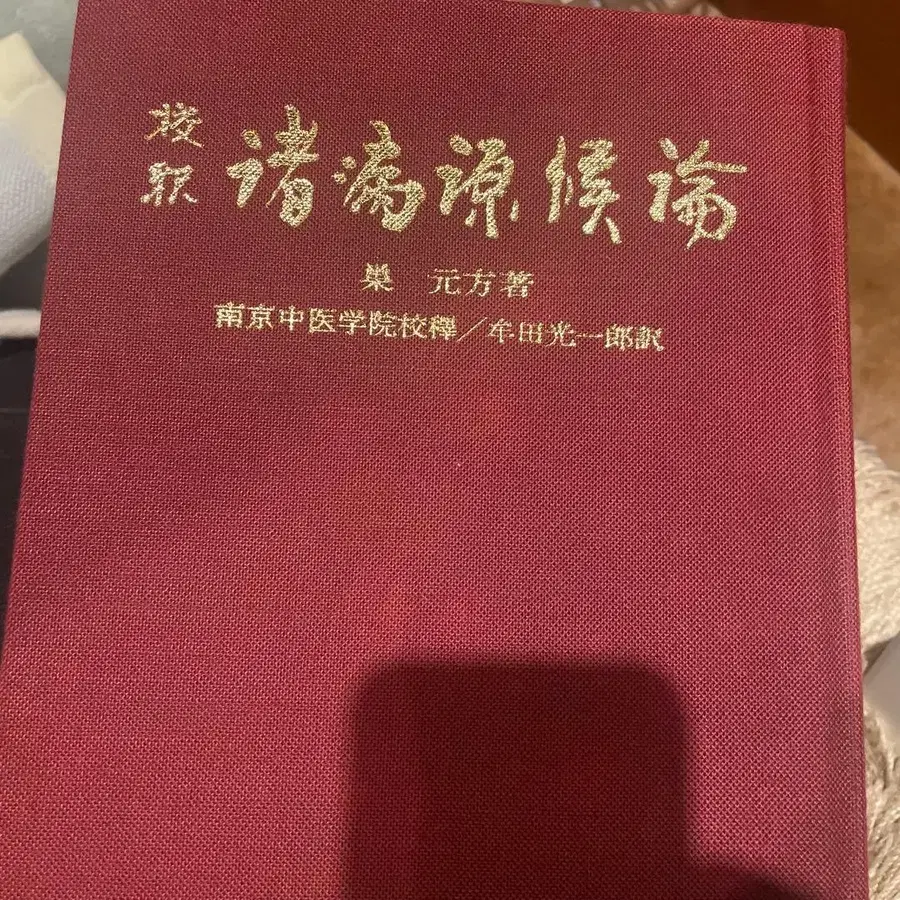 校釈 諸病源候論
巣 元方著
南京中医学院校釋／牟田光一郎訳